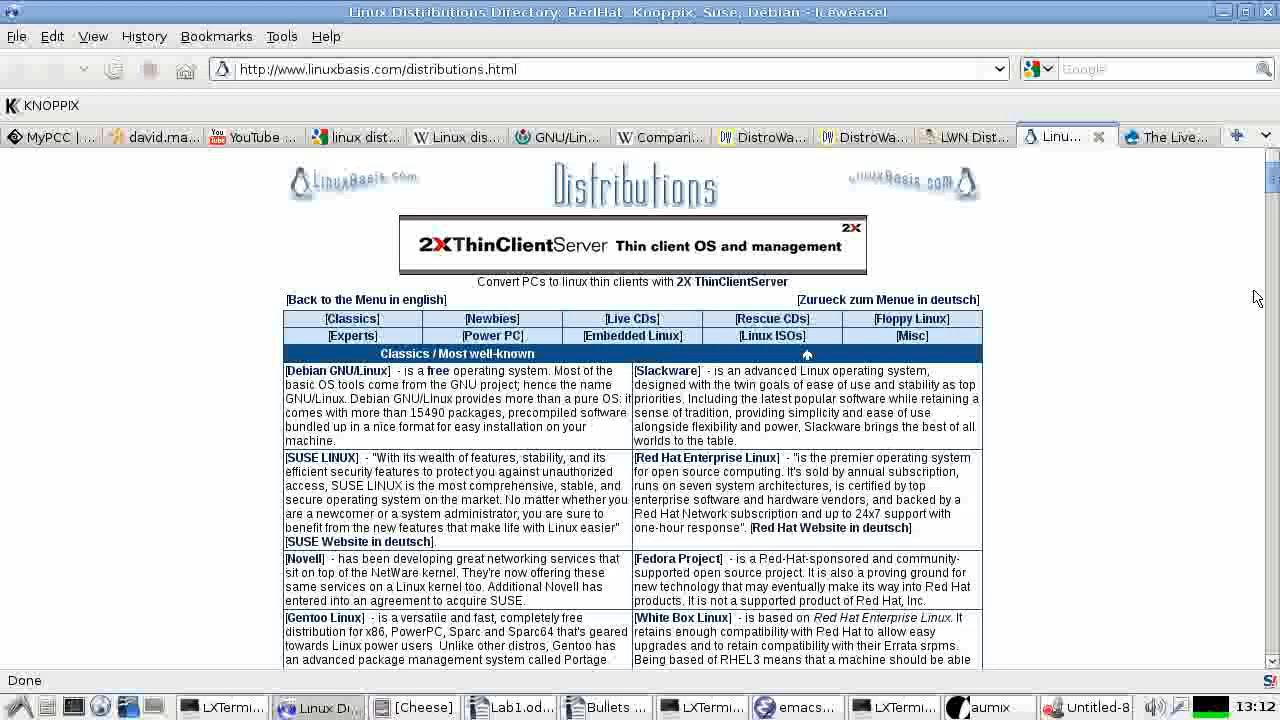 Linux Distributions Directory: RedHat, Knoppix, Suse, Debian - Iceweasel
File Edit View History Bookmarks Tools Help
http://www.linuxbasis.com/distributions.html
Google
KNOPPIX
MyPCC | ... david.ma... YouTube ... linux dist... Linux dis... GNU/Lin... Compari... DistroWa... DistroWa... LWN Dist... Linu... The Live...
LinuxBasis.com Distributions LinuxBasis.com
2XThinClientServer Thin client OS and management 2X
Convert PCs to linux thin clients with 2X ThinClientServer
[Back to the Menu in english] [Zurueck zum Menue in deutsch]
[Classics] [Newbies] [Live CDs] [Rescue CDs] [Floppy Linux]
[Experts] [Power PC] [Embedded Linux] [Linux ISOs] [Misc]
Classics / Most well-known
[Debian GNU/Linux] - is a free operating system. Most of the
basic OS tools come from the GNU project; hence the name
GNU/Linux. Debian GNU/Linux provides more than a pure OS: it
comes with more than 15490 packages, precompiled software
bundled up in a nice format for easy installation on your
machine.
[Slackware] - is an advanced Linux operating system,
designed with the twin goals of ease of use and stability as top
priorities. Including the latest popular software while retaining a
sense of tradition, providing simplicity and ease of use
alongside flexibility and power, Slackware brings the best of all
worlds to the table.
[SUSE LINUX] - "With its wealth of features, stability, and its
efficient security features to protect you against unauthorized
access, SUSE LINUX is the most comprehensive, stable, and
secure operating system on the market. No matter whether you
are a newcomer or a system administrator, you are sure to
benefit from the new features that make life with Linux easier"
[SUSE Website in deutsch].
[Red Hat Enterprise Linux] - "is the premier operating system
for open source computing. It's sold by annual subscription,
runs on seven system architectures, is certified by top
enterprise software and hardware vendors, and backed by a
Red Hat Network subscription and up to 24x7 support with
one-hour response". [Red Hat Website in deutsch]
[Novell] - has been developing great networking services that
sit on top of the NetWare kernel. They're now offering these
same services on a Linux kernel too. Additional Novell has
entered into an agreement to acquire SUSE.
[Fedora Project] - is a Red-Hat-sponsored and community-
supported open source project. It is also a proving ground for
new technology that may eventually make its way into Red Hat
products. It is not a supported product of Red Hat, Inc.
[Gentoo Linux] - is a versatile and fast, completely free
distribution for x86, PowerPC, Sparc and Sparc64 that's geared
towards Linux power users Unlike other distros, Gentoo has
an advanced package management system called Portage.
[White Box Linux] - is based on Red Hat Enterprise Linux. It
retains enough compatibility with Red Hat to allow easy
upgrades and to retain compatibility with their Errata srpms.
Being based of RHEL3 means that a machine should be able
Done
LXTermi... Linux Di... [Cheese] Lab1.od... Bullets ... LXTermi... emacs... LXTermi... aumix Untitled-8 13:12